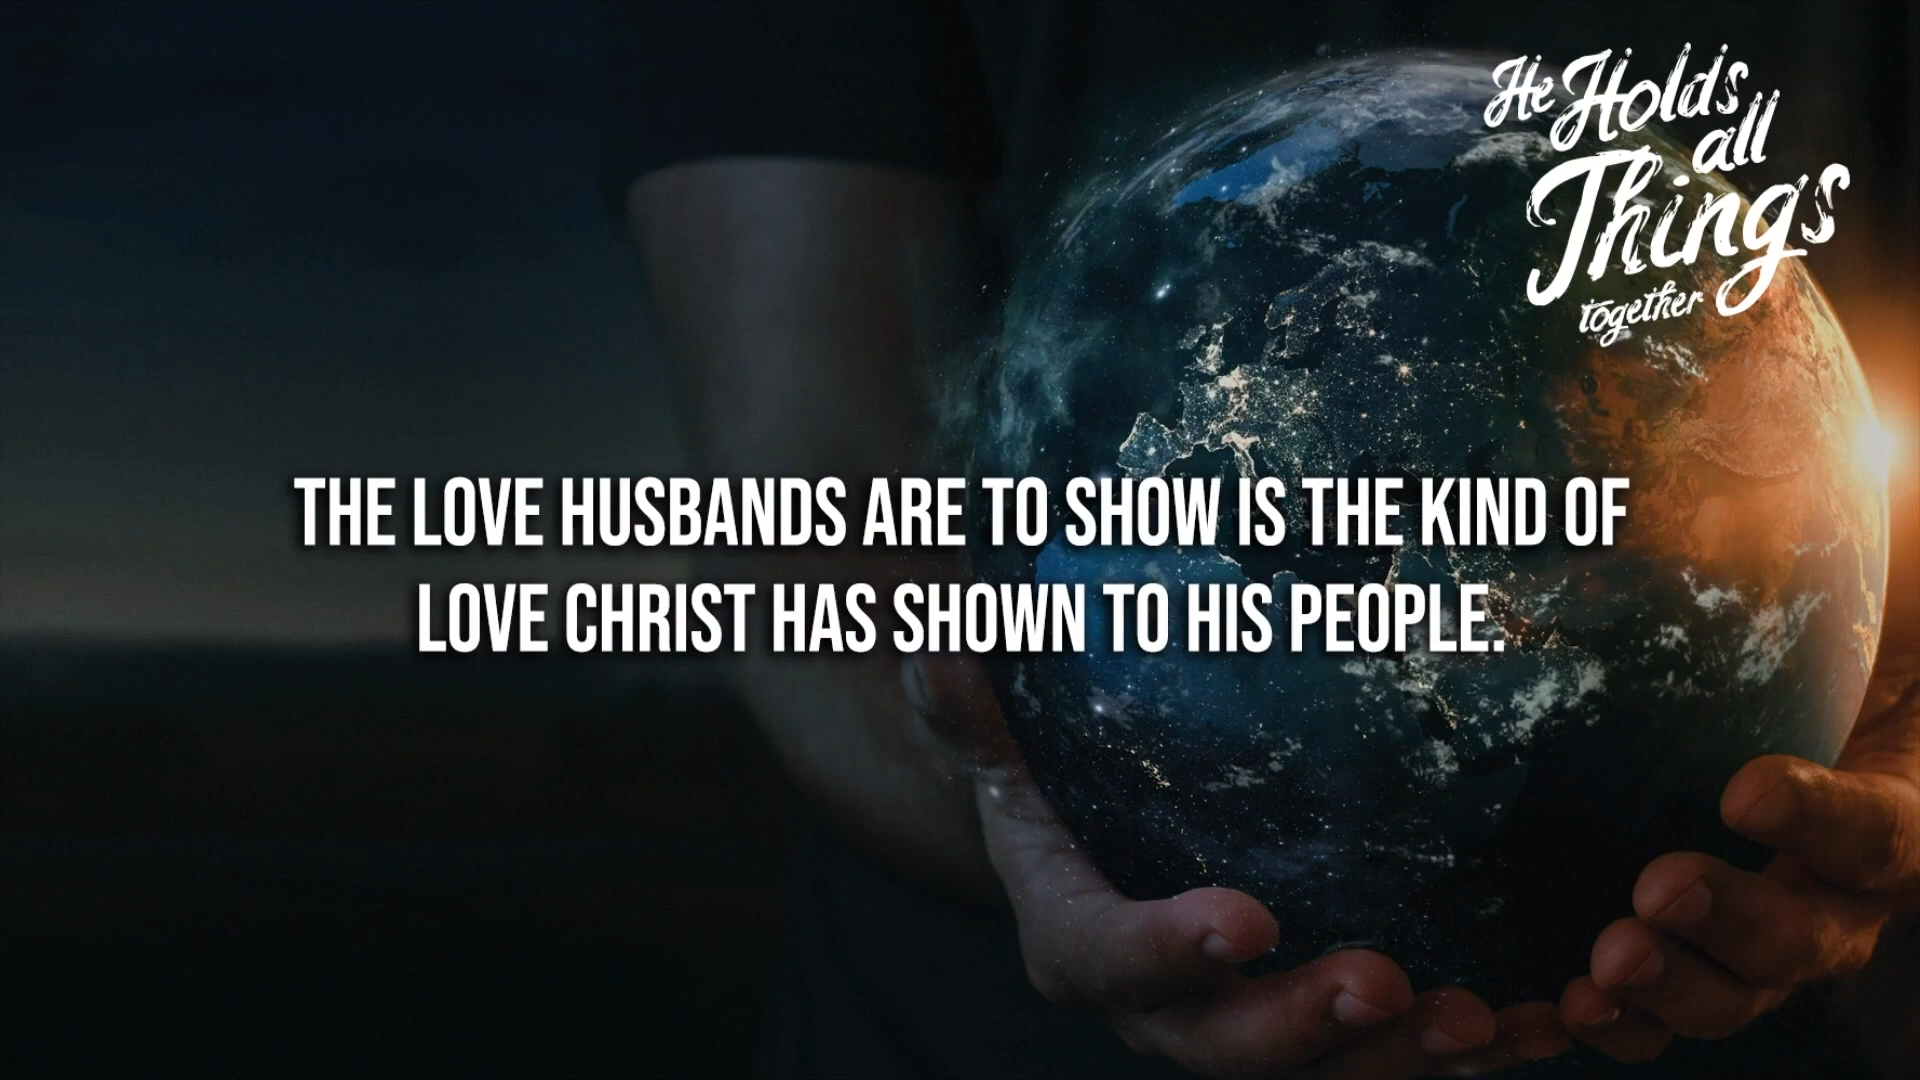 He Holds
all
Things
together
THE LOVE HUSBANDS ARE TO SHOW IS THE KIND OF
LOVE CHRIST HAS SHOWN TO HIS PEOPLE.